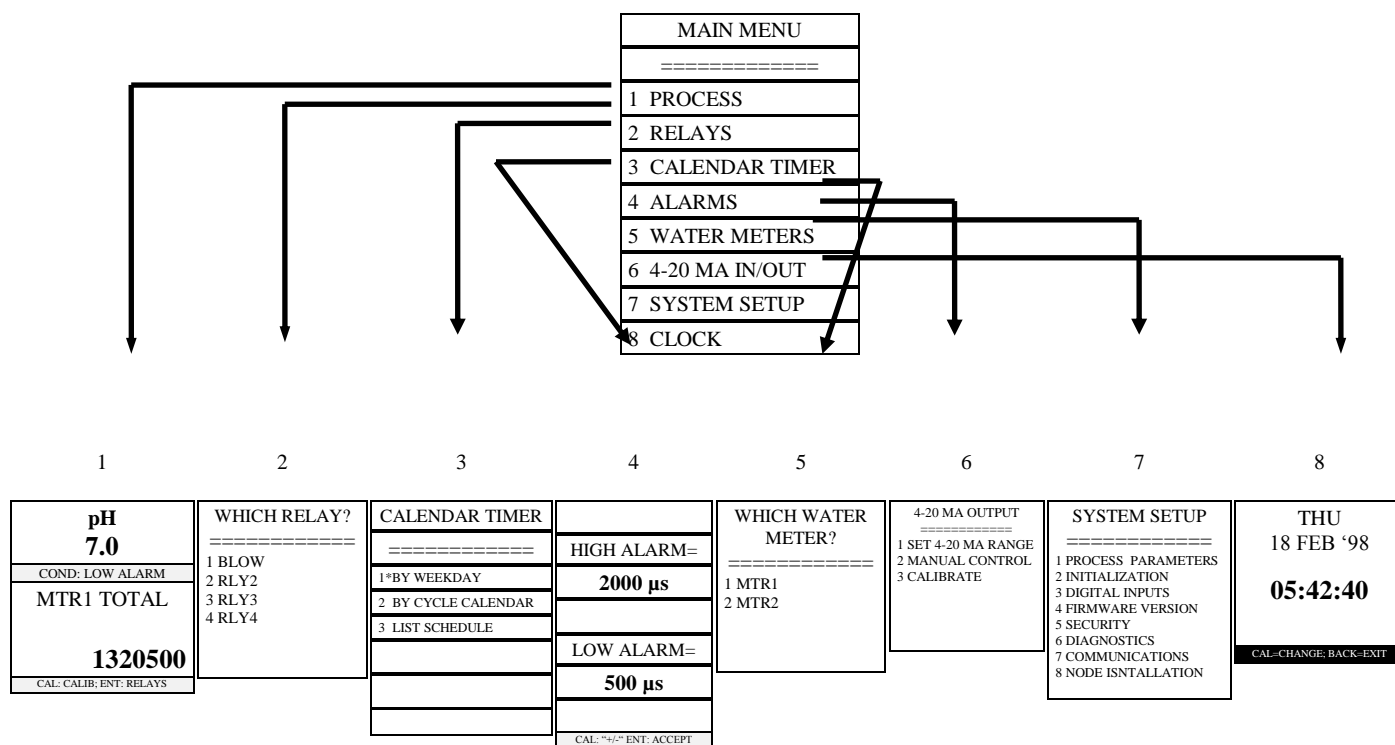 MAIN MENU
=============
1 PROCESS
2 RELAYS
3 CALENDAR TIMER
4 ALARMS
5 WATER METERS
6 4-20 MA IN/OUT
7 SYSTEM SETUP
8 CLOCK
1
2
3
4
5
6
7
8
pH
7.0
COND: LOW ALARM
MTR1 TOTAL
1320500
CAL: CALIB; ENT: RELAYS
WHICH RELAY?
============
1 BLOW
2 RLY2
3 RLY3
4 RLY4
CALENDAR TIMER
============
1*BY WEEKDAY
2 BY CYCLE CALENDAR
3 LIST SCHEDULE
HIGH ALARM=
2000 µs
LOW ALARM=
500 µs
CAL: “+/-“ ENT: ACCEPT
WHICH WATER
METER?
============
1 MTR1
2 MTR2
4-20 MA OUTPUT
============
1 SET 4-20 MA RANGE
2 MANUAL CONTROL
3 CALIBRATE
SYSTEM SETUP
============
1 PROCESS PARAMETERS
2 INITIALIZATION
3 DIGITAL INPUTS
4 FIRMWARE VERSION
5 SECURITY
6 DIAGNOSTICS
7 COMMUNICATIONS
8 NODE ISNTALLATION
THU
18 FEB ‘98
05:42:40
CAL=CHANGE; BACK=EXIT